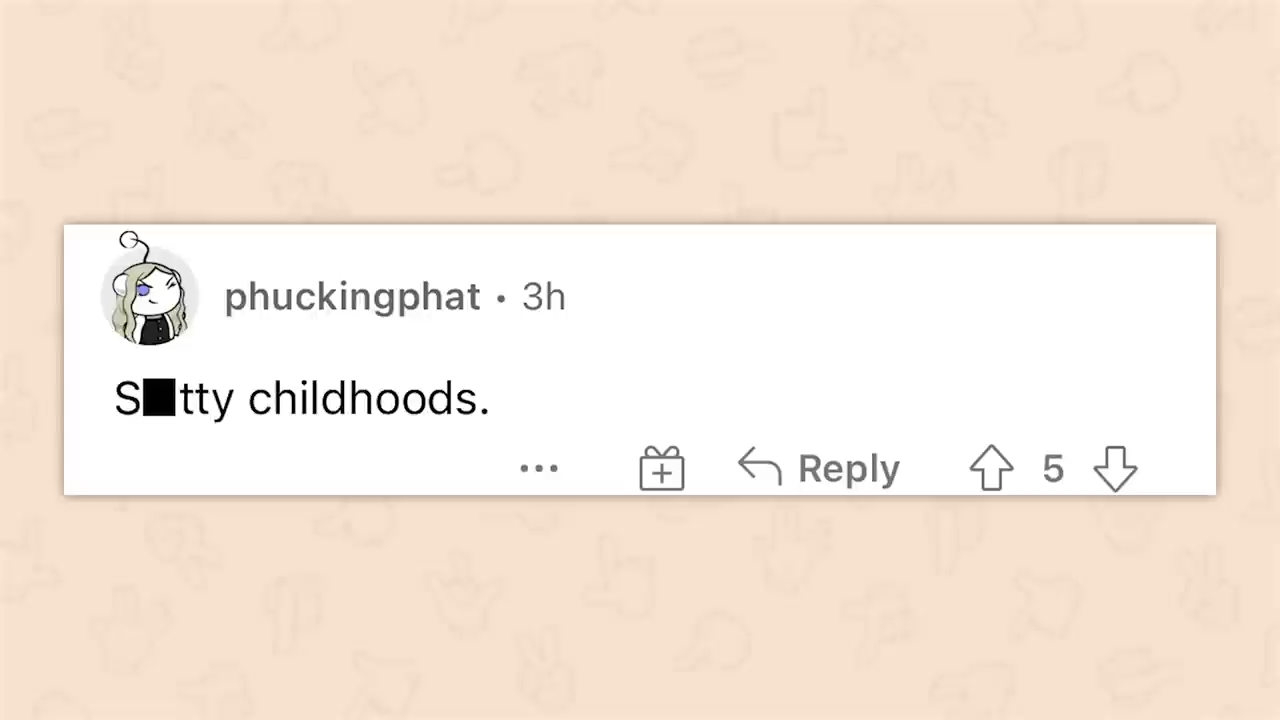 phuckingphat • 3h
S■tty childhoods.
... Reply 5